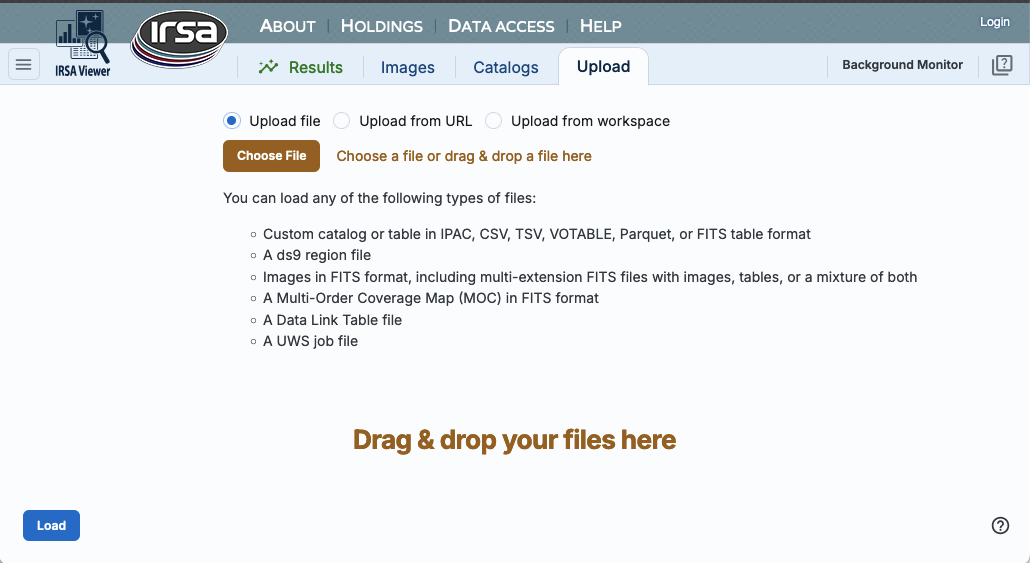 IRSA Viewer
irsa
ABOUT HOLDINGS DATA ACCESS HELP
Login
Results Images Catalogs Upload
Background Monitor
Upload file Upload from URL Upload from workspace
Choose File Choose a file or drag & drop a file here
You can load any of the following types of files:
Custom catalog or table in IPAC, CSV, TSV, VOTABLE, Parquet, or FITS table format
A ds9 region file
Images in FITS format, including multi-extension FITS files with images, tables, or a mixture of both
A Multi-Order Coverage Map (MOC) in FITS format
A Data Link Table file
A UWS job file
Drag & drop your files here
Load